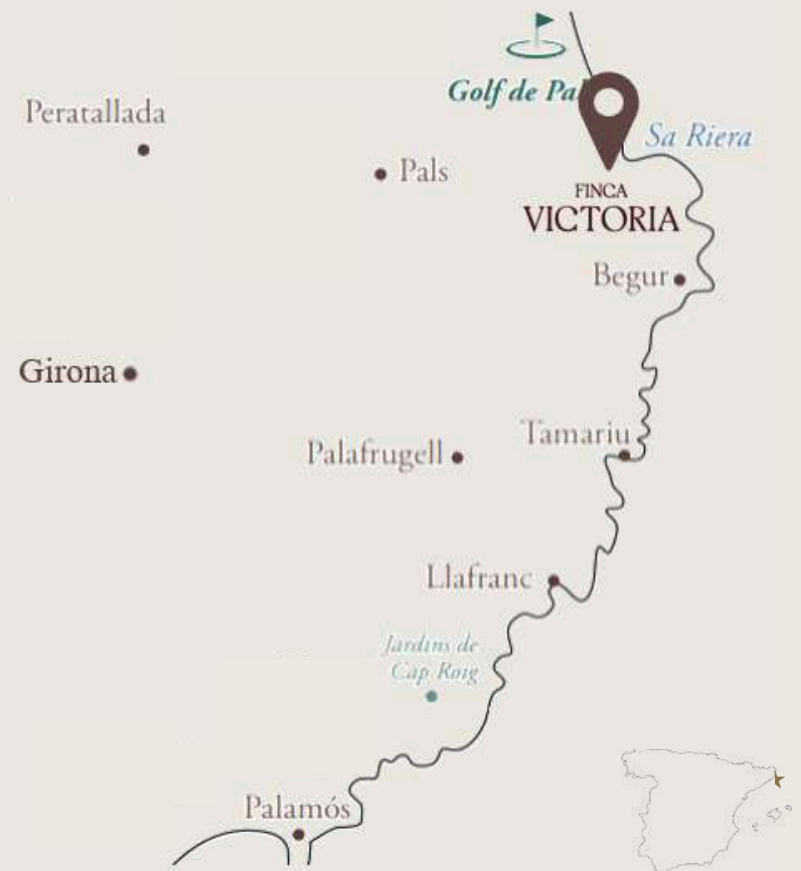 Golf de Pal
Peratallada
Sa Riera
Pals
FINCA
VICTORIA
Begur
Girona
Tamariu
Palafrugell
Llafranc
Jardins de
Cap Roig
Palamós